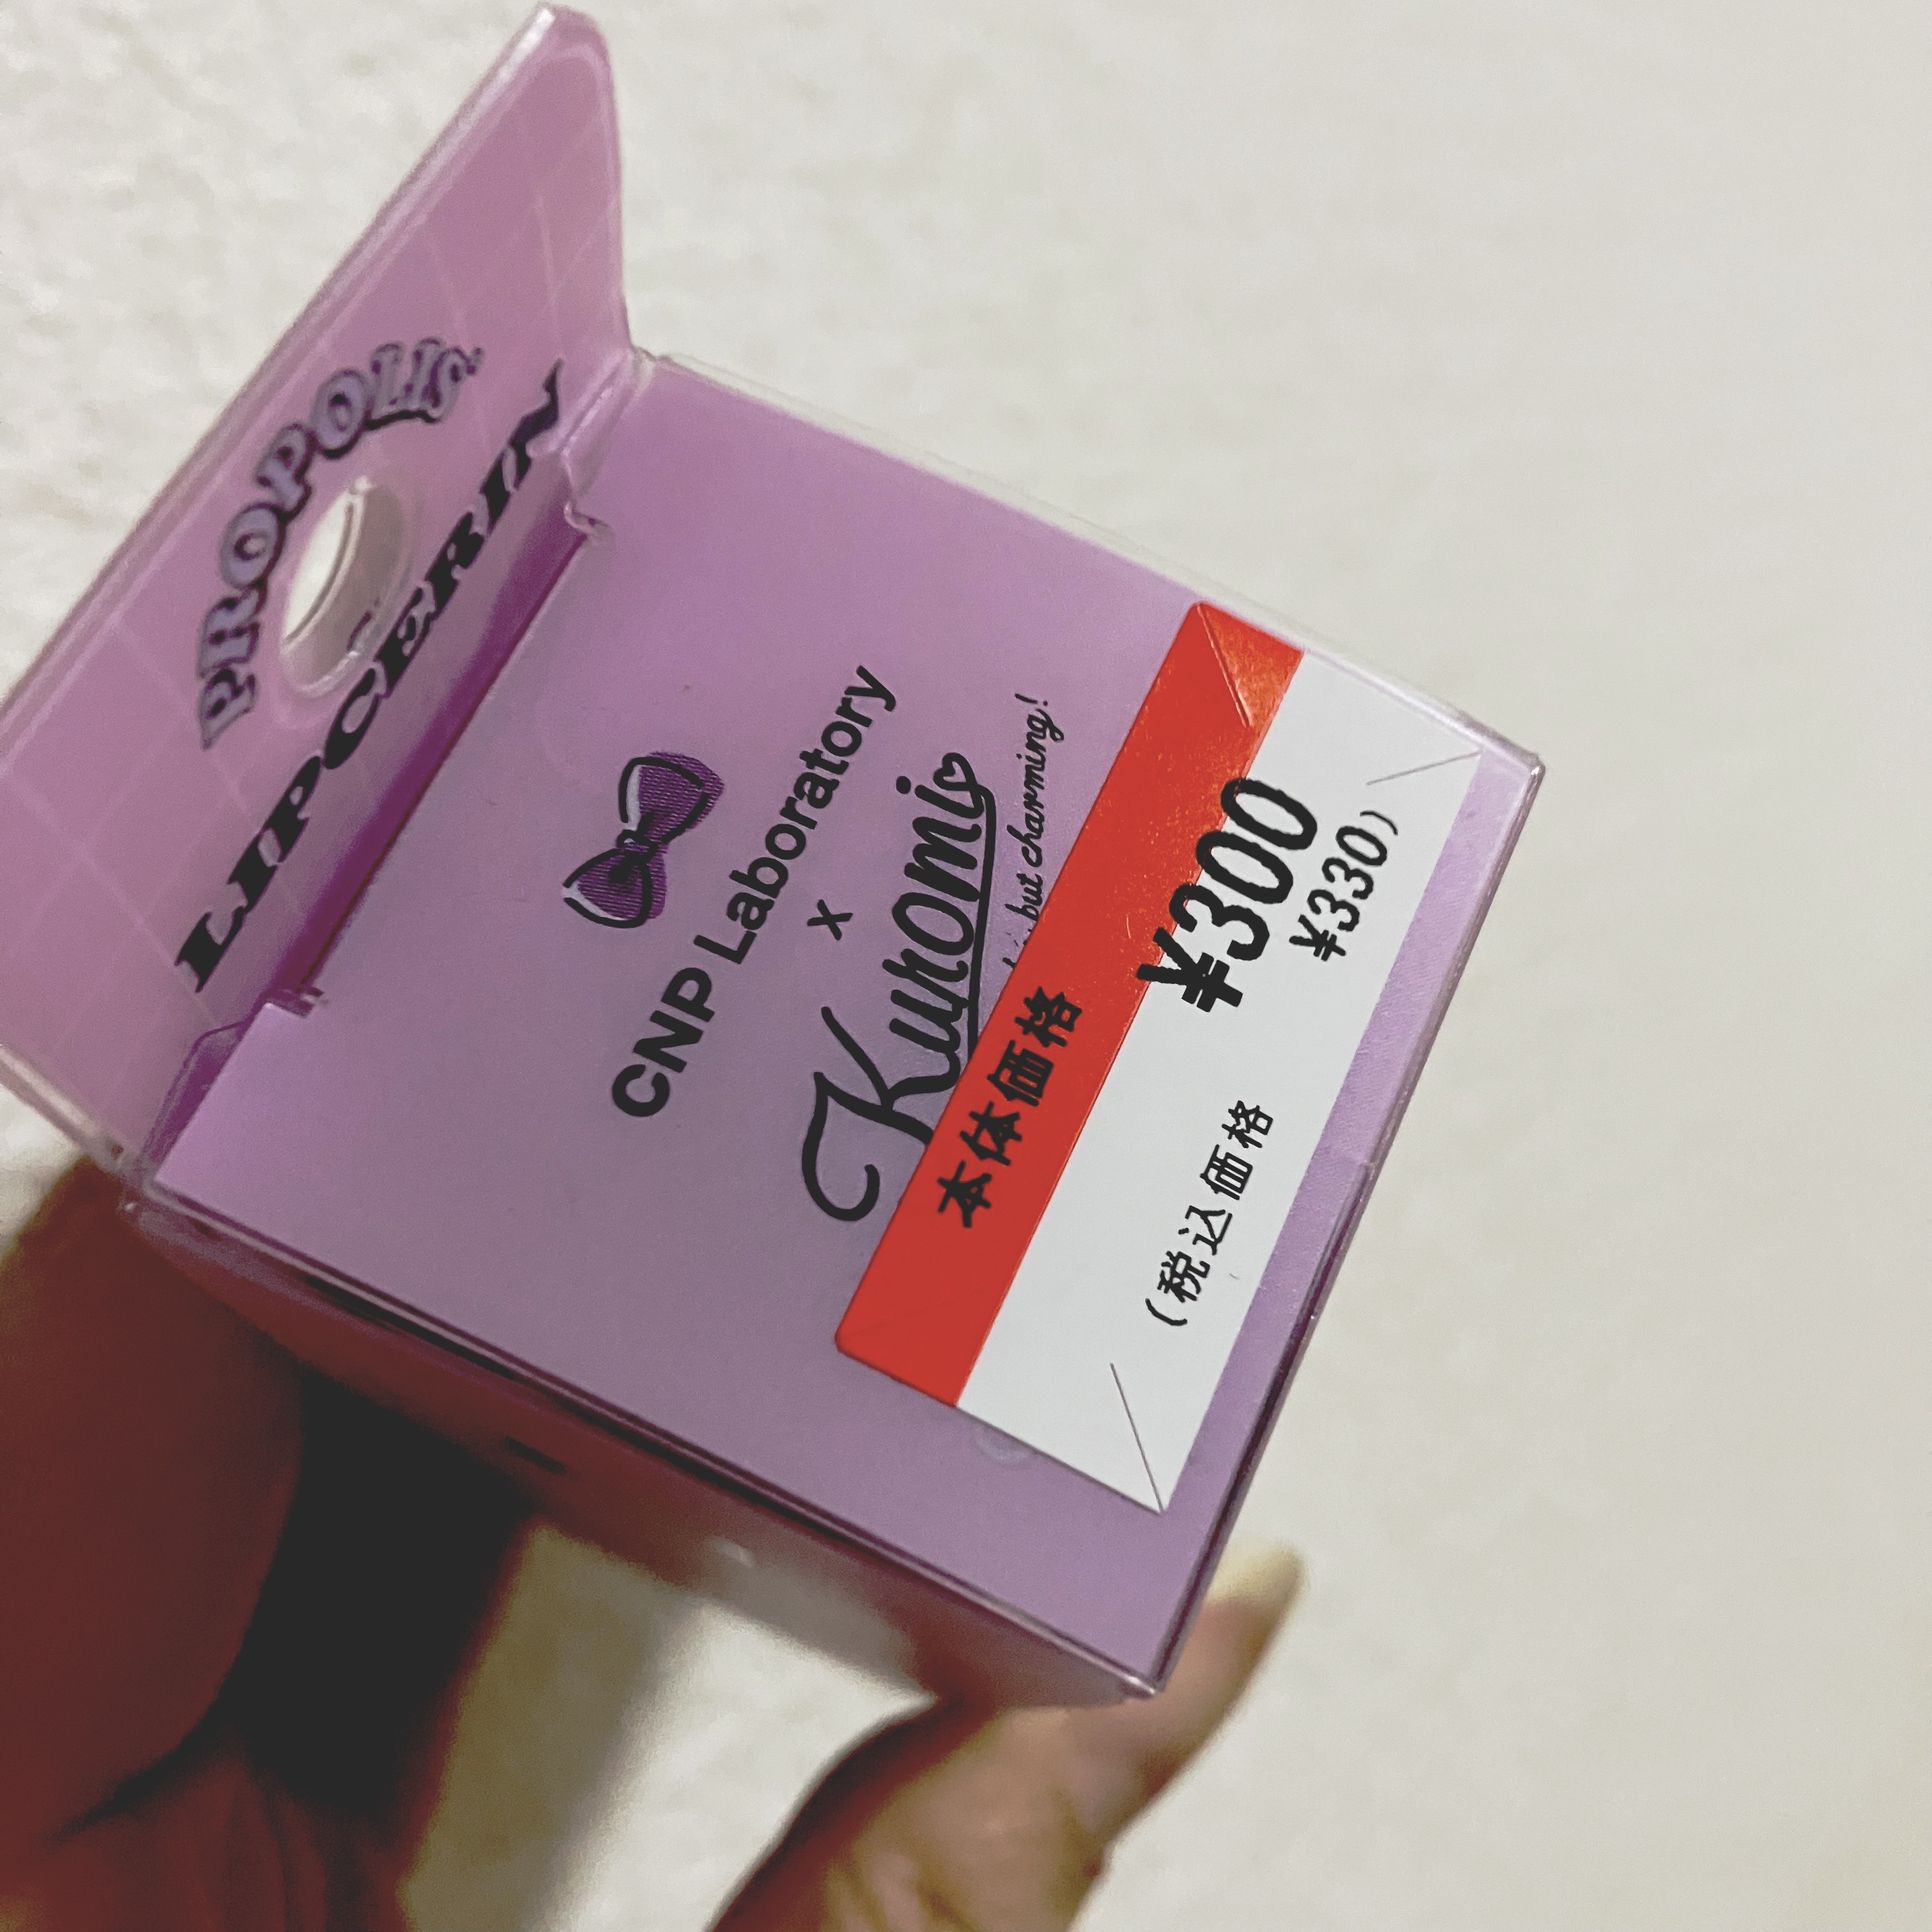 PROPOLIS
LIPCERIN
CNP Laboratory
x
Kuromi
but charming!
本体価格 ¥300
(税込価格 ¥330)